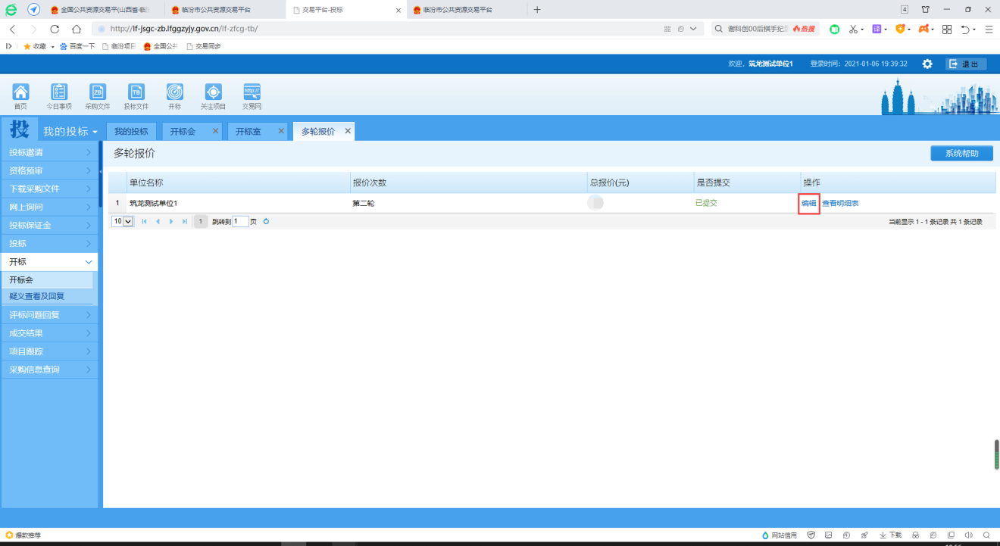 全国公共资源交易平(山西省·临
临汾市公共资源交易平台
交易平台-投标
临汾市公共资源交易平台
4
http://lf-jsgc-zb.lfggzyjy.gov.cn/lf-zfcg-tb/
谢科创00后棋手纪
热搜
收藏
百度一下
临汾项目
全国公共
交易同步
欢迎,
筑龙测试单位1
登录时间：2021-01-06 19:39:32
退 出
首页
今日事项
采购文件
投标文件
开标
关注项目
交易网
投
我的投标
我的投标
开标会
开标室
多轮报价
投标邀请
资格预审
下载采购文件
网上询问
投标保证金
投标
开标
开标会
疑义查看及回复
评标问题回复
成交结果
项目跟踪
采购信息查询
多轮报价
系统帮助
单位名称 报价次数 总报价(元) 是否提交 操作
1 筑龙测试单位1 第二轮 已提交 编辑 查看明细表
10 1 跳转到 1 页
当前显示 1 - 1 条记录 共 1 条记录
爆款推荐
网站信用
下载